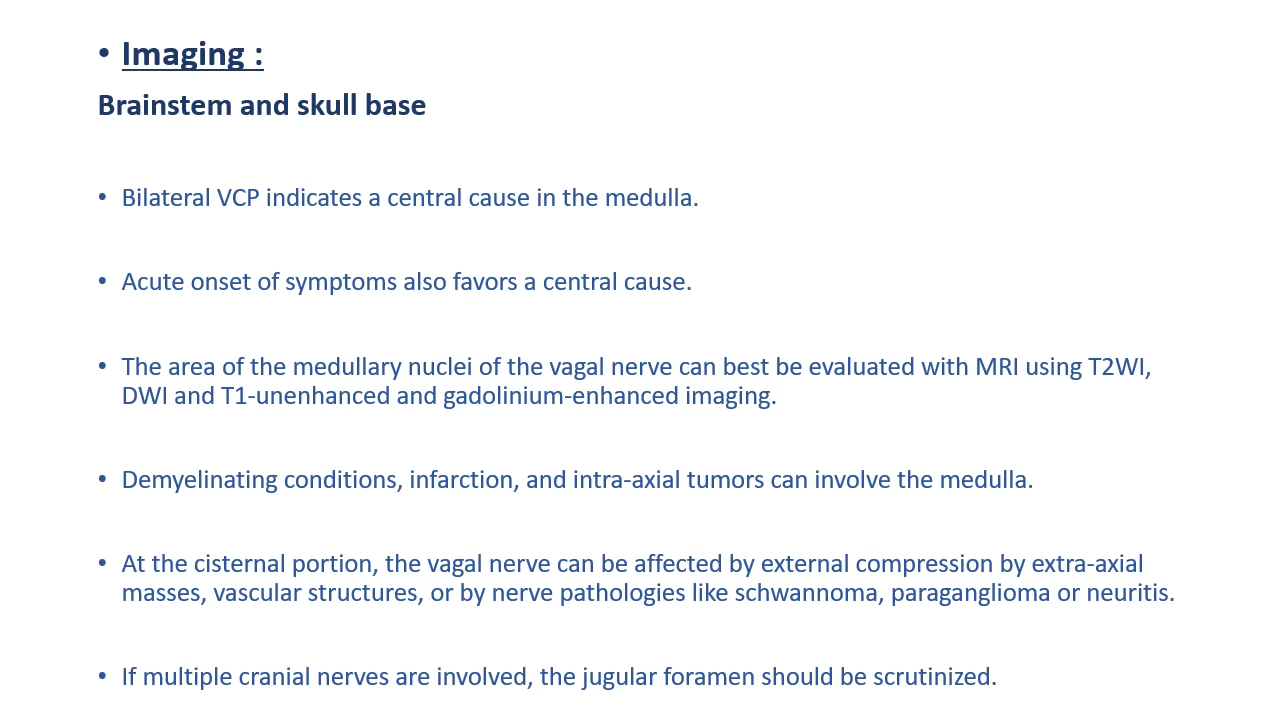 • Imaging :
Brainstem and skull base
• Bilateral VCP indicates a central cause in the medulla.
• Acute onset of symptoms also favors a central cause.
• The area of the medullary nuclei of the vagal nerve can best be evaluated with MRI using T2WI,
DWI and T1-unenhanced and gadolinium-enhanced imaging.
• Demyelinating conditions, infarction, and intra-axial tumors can involve the medulla.
• At the cisternal portion, the vagal nerve can be affected by external compression by extra-axial
masses, vascular structures, or by nerve pathologies like schwannoma, paraganglioma or neuritis.
• If multiple cranial nerves are involved, the jugular foramen should be scrutinized.